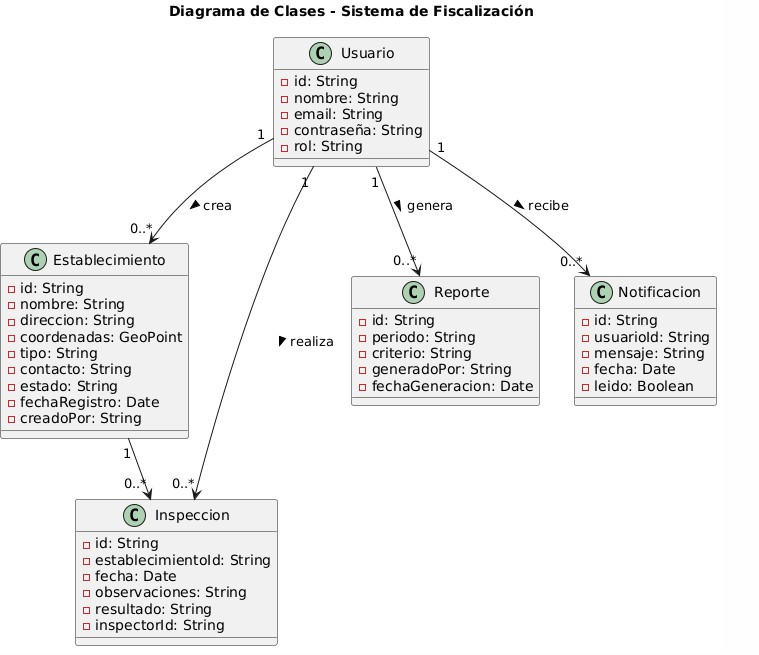 Diagrama de Clases - Sistema de Fiscalización
C Usuario
id: String
nombre: String
email: String
contraseña: String
rol: String
1
1
1
1
crea
genera
recibe
0..*
0..*
0..*
C Establecimiento
id: String
nombre: String
direccion: String
coordenadas: GeoPoint
tipo: String
contacto: String
estado: String
fechaRegistro: Date
creadoPor: String
realiza
C Reporte
id: String
periodo: String
criterio: String
generadoPor: String
fechaGeneracion: Date
C Notificacion
id: String
usuarioId: String
mensaje: String
fecha: Date
leido: Boolean
1
0..*
0..*
C Inspeccion
id: String
establecimientoId: String
fecha: Date
observaciones: String
resultado: String
inspectorId: String